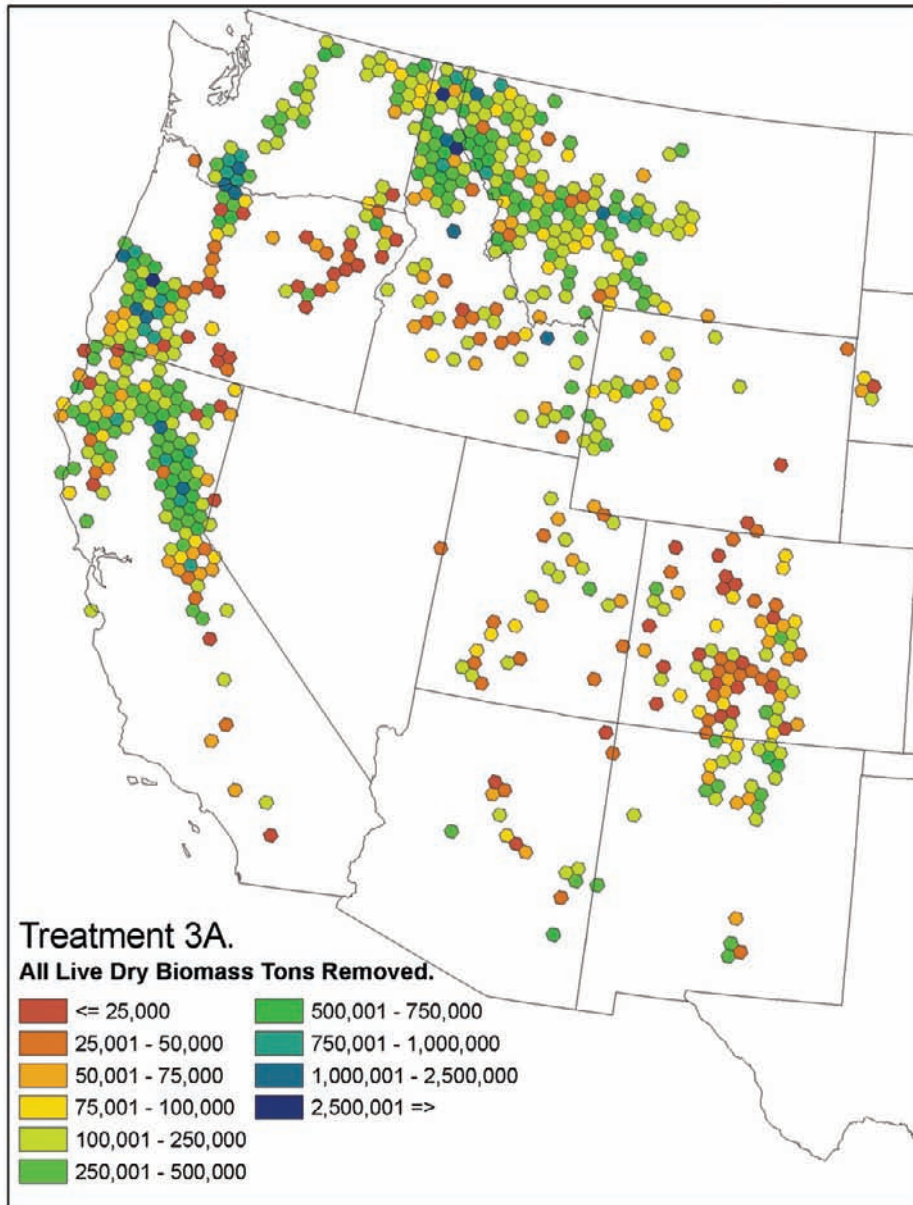 Treatment 3A.
All Live Dry Biomass Tons Removed.
<= 25,000
25,001 - 50,000
50,001 - 75,000
75,001 - 100,000
100,001 - 250,000
250,001 - 500,000
500,001 - 750,000
750,001 - 1,000,000
1,000,001 - 2,500,000
2,500,001 =>